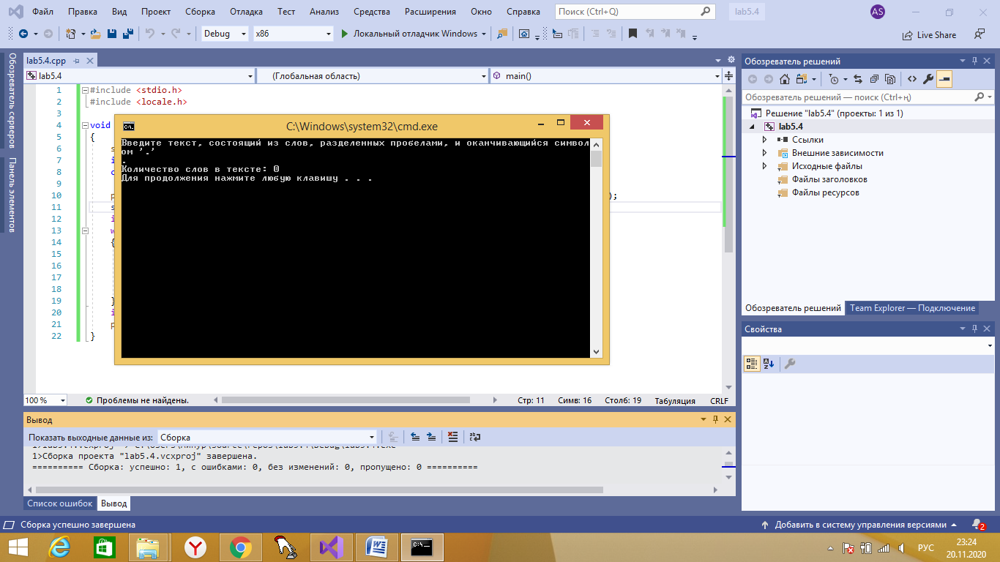 Файл Правка Вид Проект Сборка Отладка Тест Анализ Средства Расширения Окно Справка Поиск (Ctrl+Q) lab5.4 AS
Debug x86 Локальный отладчик Windows Live Share
Обозреватель серверов
Панель элементов
lab5.4.cpp
lab5.4 (Глобальная область) main()
1 #include <stdio.h>
2 #include <locale.h>
3
4 void
5 {
6 s
7 i
8 c
9
10 p );
11 s
12 i
13 w
14 {
15
16
17
18
19 }
20 i
21 p
22 }
C:\Windows\system32\cmd.exe
Введите текст, состоящий из слов, разделенных пробелами, и оканчивающийся символ
ом '.'
.
Количество слов в тексте: 0
Для продолжения нажмите любую клавишу . . .
100 % Проблемы не найдены. Стр: 11 Симв: 16 Столб: 19 Табуляция CRLF
Вывод
Показать выходные данные из: Сборка
1>Сборка проекта "lab5.4.vcxproj" завершена.
========== Сборка: успешно: 1, с ошибками: 0, без изменений: 0, пропущено: 0 ==========
Список ошибок Вывод
Обозреватель решений
Обозреватель решений — поиск (Ctrl+ц)
Решение "lab5.4" (проекты: 1 из 1)
lab5.4
Ссылки
Внешние зависимости
Исходные файлы
Файлы заголовков
Файлы ресурсов
Обозреватель решений Team Explorer — Подключение
Свойства
Сборка успешно завершена Добавить в систему управления версиями 2
РУС 23:24
20.11.2020